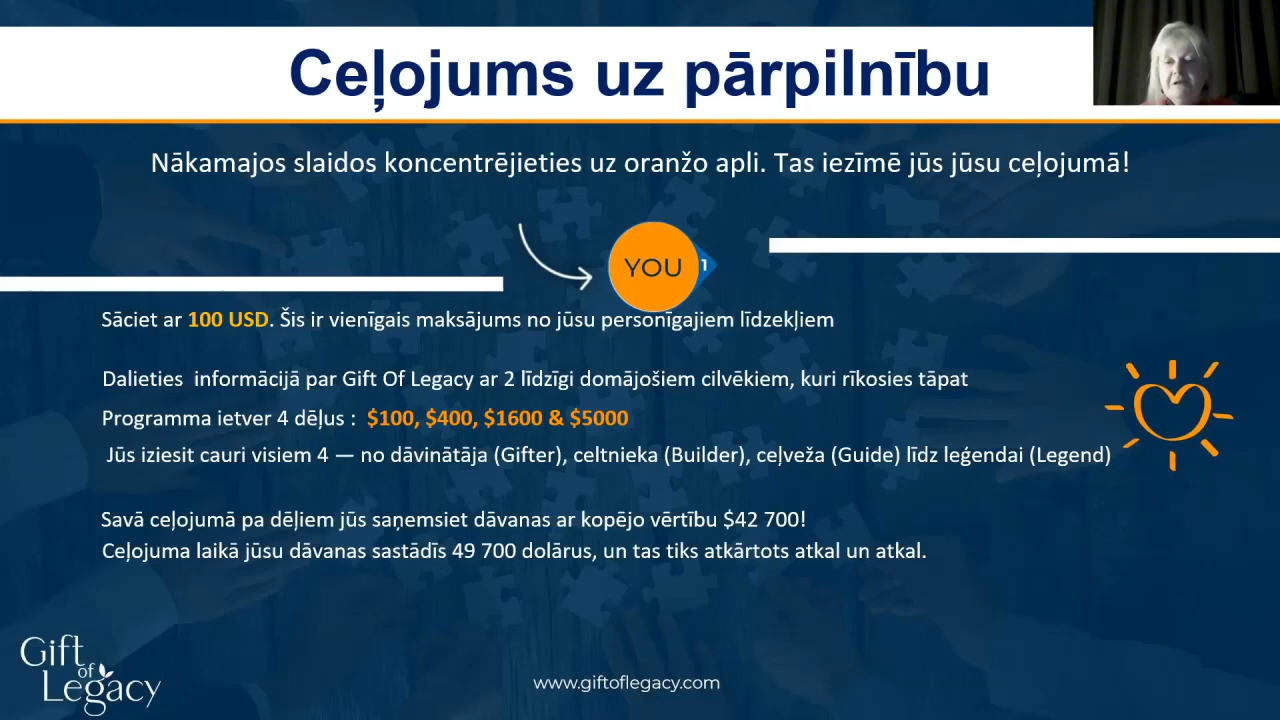 Ceļojums uz pārpilnību
Nākamajos slaidos koncentrējieties uz oranžo apli. Tas iezīmē jūs jūsu ceļojumā!
YOU 1
Sāciet ar 100 USD. Šis ir vienīgais maksājums no jūsu personīgajiem līdzekļiem
Dalieties informācijā par Gift Of Legacy ar 2 līdzīgi domājošiem cilvēkiem, kuri rīkosies tāpat
Programma ietver 4 dēļus : $100, $400, $1600 & $5000
Jūs iziesit cauri visiem 4 — no dāvinātāja (Gifter), celtnieka (Builder), ceļveža (Guide) līdz leģendai (Legend)
Savā ceļojumā pa dēļiem jūs saņemsiet dāvanas ar kopējo vērtību $42 700!
Ceļojuma laikā jūsu dāvanas sastādīs 49 700 dolārus, un tas tiks atkārtots atkal un atkal.
Gift
of
Legacy
www.giftoflegacy.com